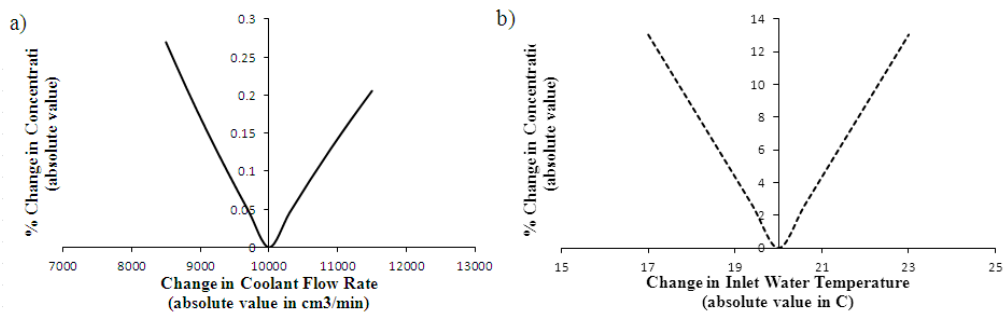 a)
% Change in Concentrati
(absolute value)
0.3
0.25
0.2
0.15
0.1
0.05
0
7000 8000 9000 10000 11000 12000 13000
Change in Coolant Flow Rate
(absolute value in cm3/min)
b)
% Change in Concentratic
(absolute value)
14
12
10
8
6
4
2
0
15 17 19 21 23 25
Change in Inlet Water Temperature
(absolute value in C)